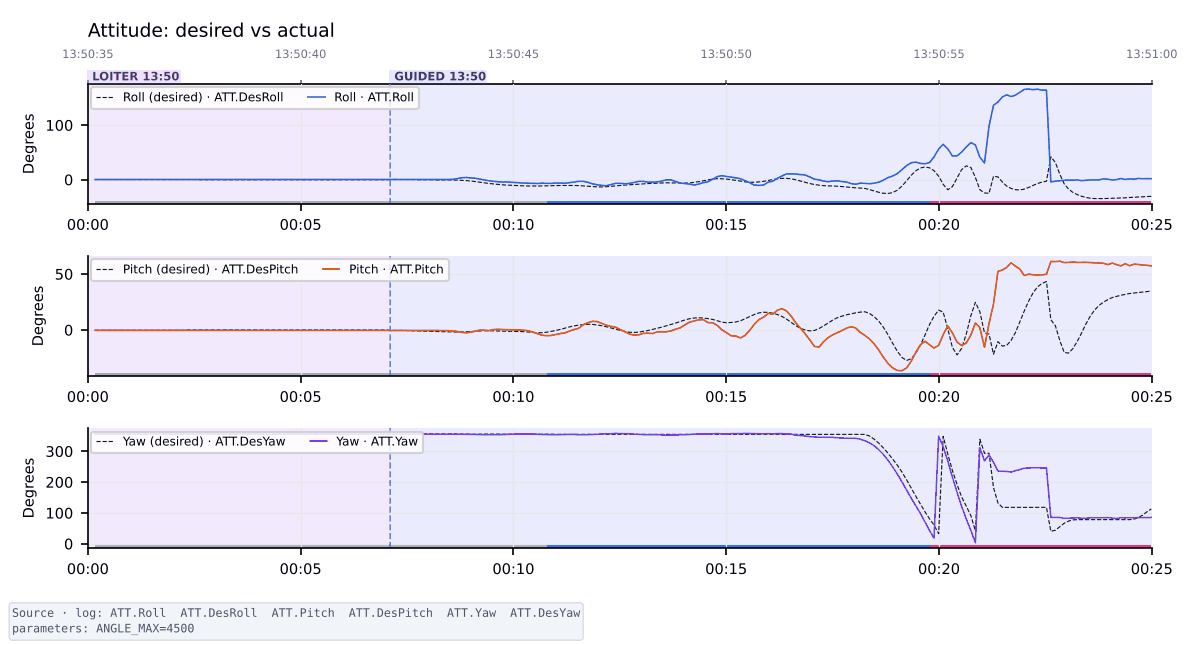 Attitude: desired vs actual
13:50:35 13:50:40 13:50:45 13:50:50 13:50:55 13:51:00
LOITER 13:50 GUIDED 13:50
Roll (desired) · ATT.DesRoll Roll · ATT.Roll
Degrees
100
0
00:00 00:05 00:10 00:15 00:20 00:25
Pitch (desired) · ATT.DesPitch Pitch · ATT.Pitch
Degrees
50
0
00:00 00:05 00:10 00:15 00:20 00:25
Yaw (desired) · ATT.DesYaw Yaw · ATT.Yaw
Degrees
300
200
100
0
00:00 00:05 00:10 00:15 00:20 00:25
Source · log: ATT.Roll ATT.DesRoll ATT.Pitch ATT.DesPitch ATT.Yaw ATT.DesYaw
parameters: ANGLE_MAX=4500